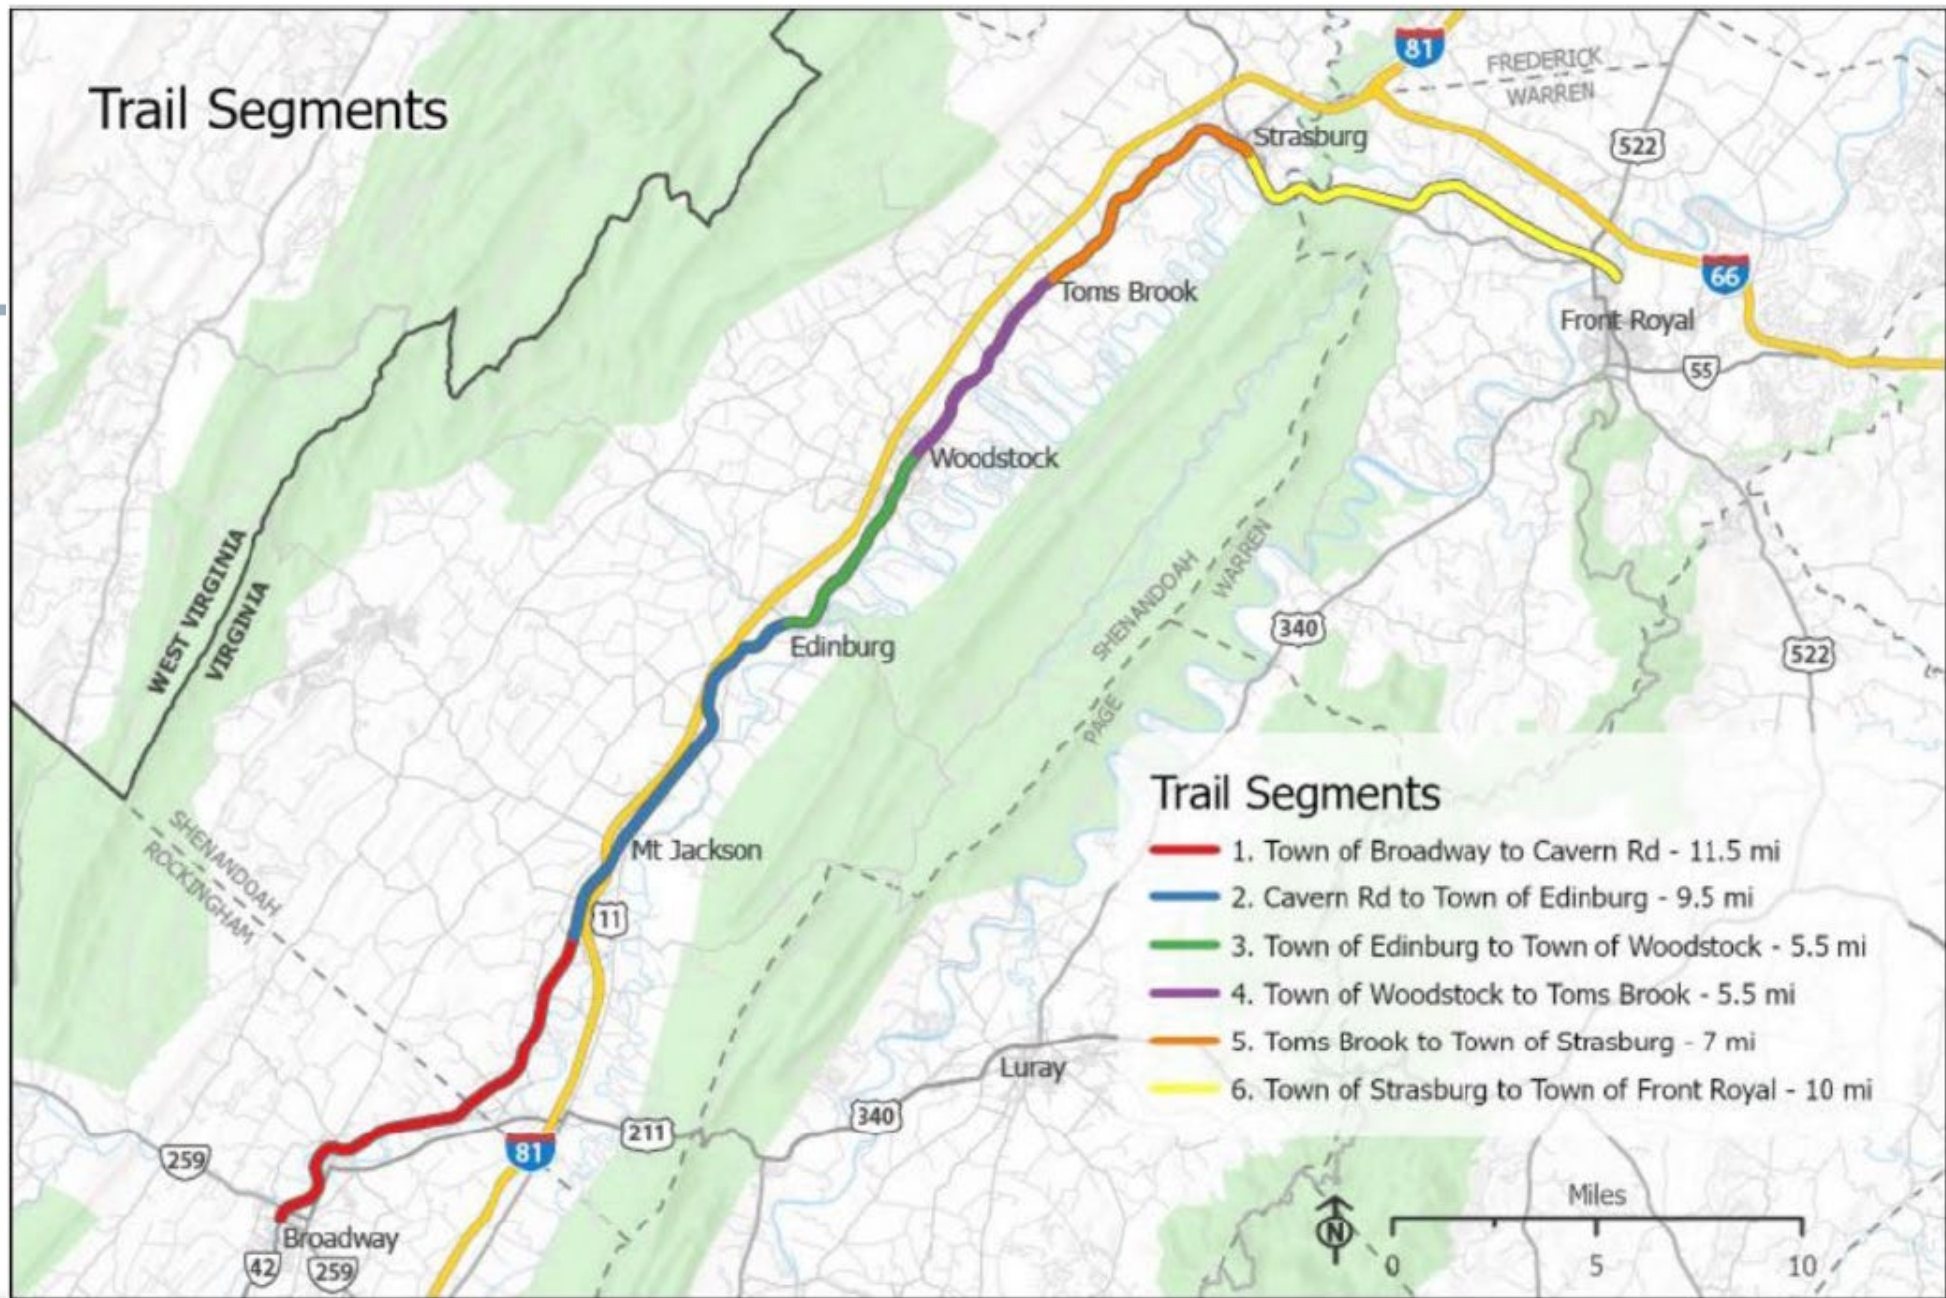 Trail Segments
81
FREDERICK
WARREN
522
Strasburg
66
Toms Brook
Front Royal
55
Woodstock
WEST VIRGINIA
VIRGINIA
SHENANDOAH
WARREN
340
Edinburg
522
PAGE
Trail Segments
SHENANDOAH
ROCKINGHAM
Mt Jackson
1. Town of Broadway to Cavern Rd - 11.5 mi
2. Cavern Rd to Town of Edinburg - 9.5 mi
11
3. Town of Edinburg to Town of Woodstock - 5.5 mi
4. Town of Woodstock to Toms Brook - 5.5 mi
5. Toms Brook to Town of Strasburg - 7 mi
Luray
6. Town of Strasburg to Town of Front Royal - 10 mi
340
211
81
259
Miles
N
Broadway
42
259
0 5 10